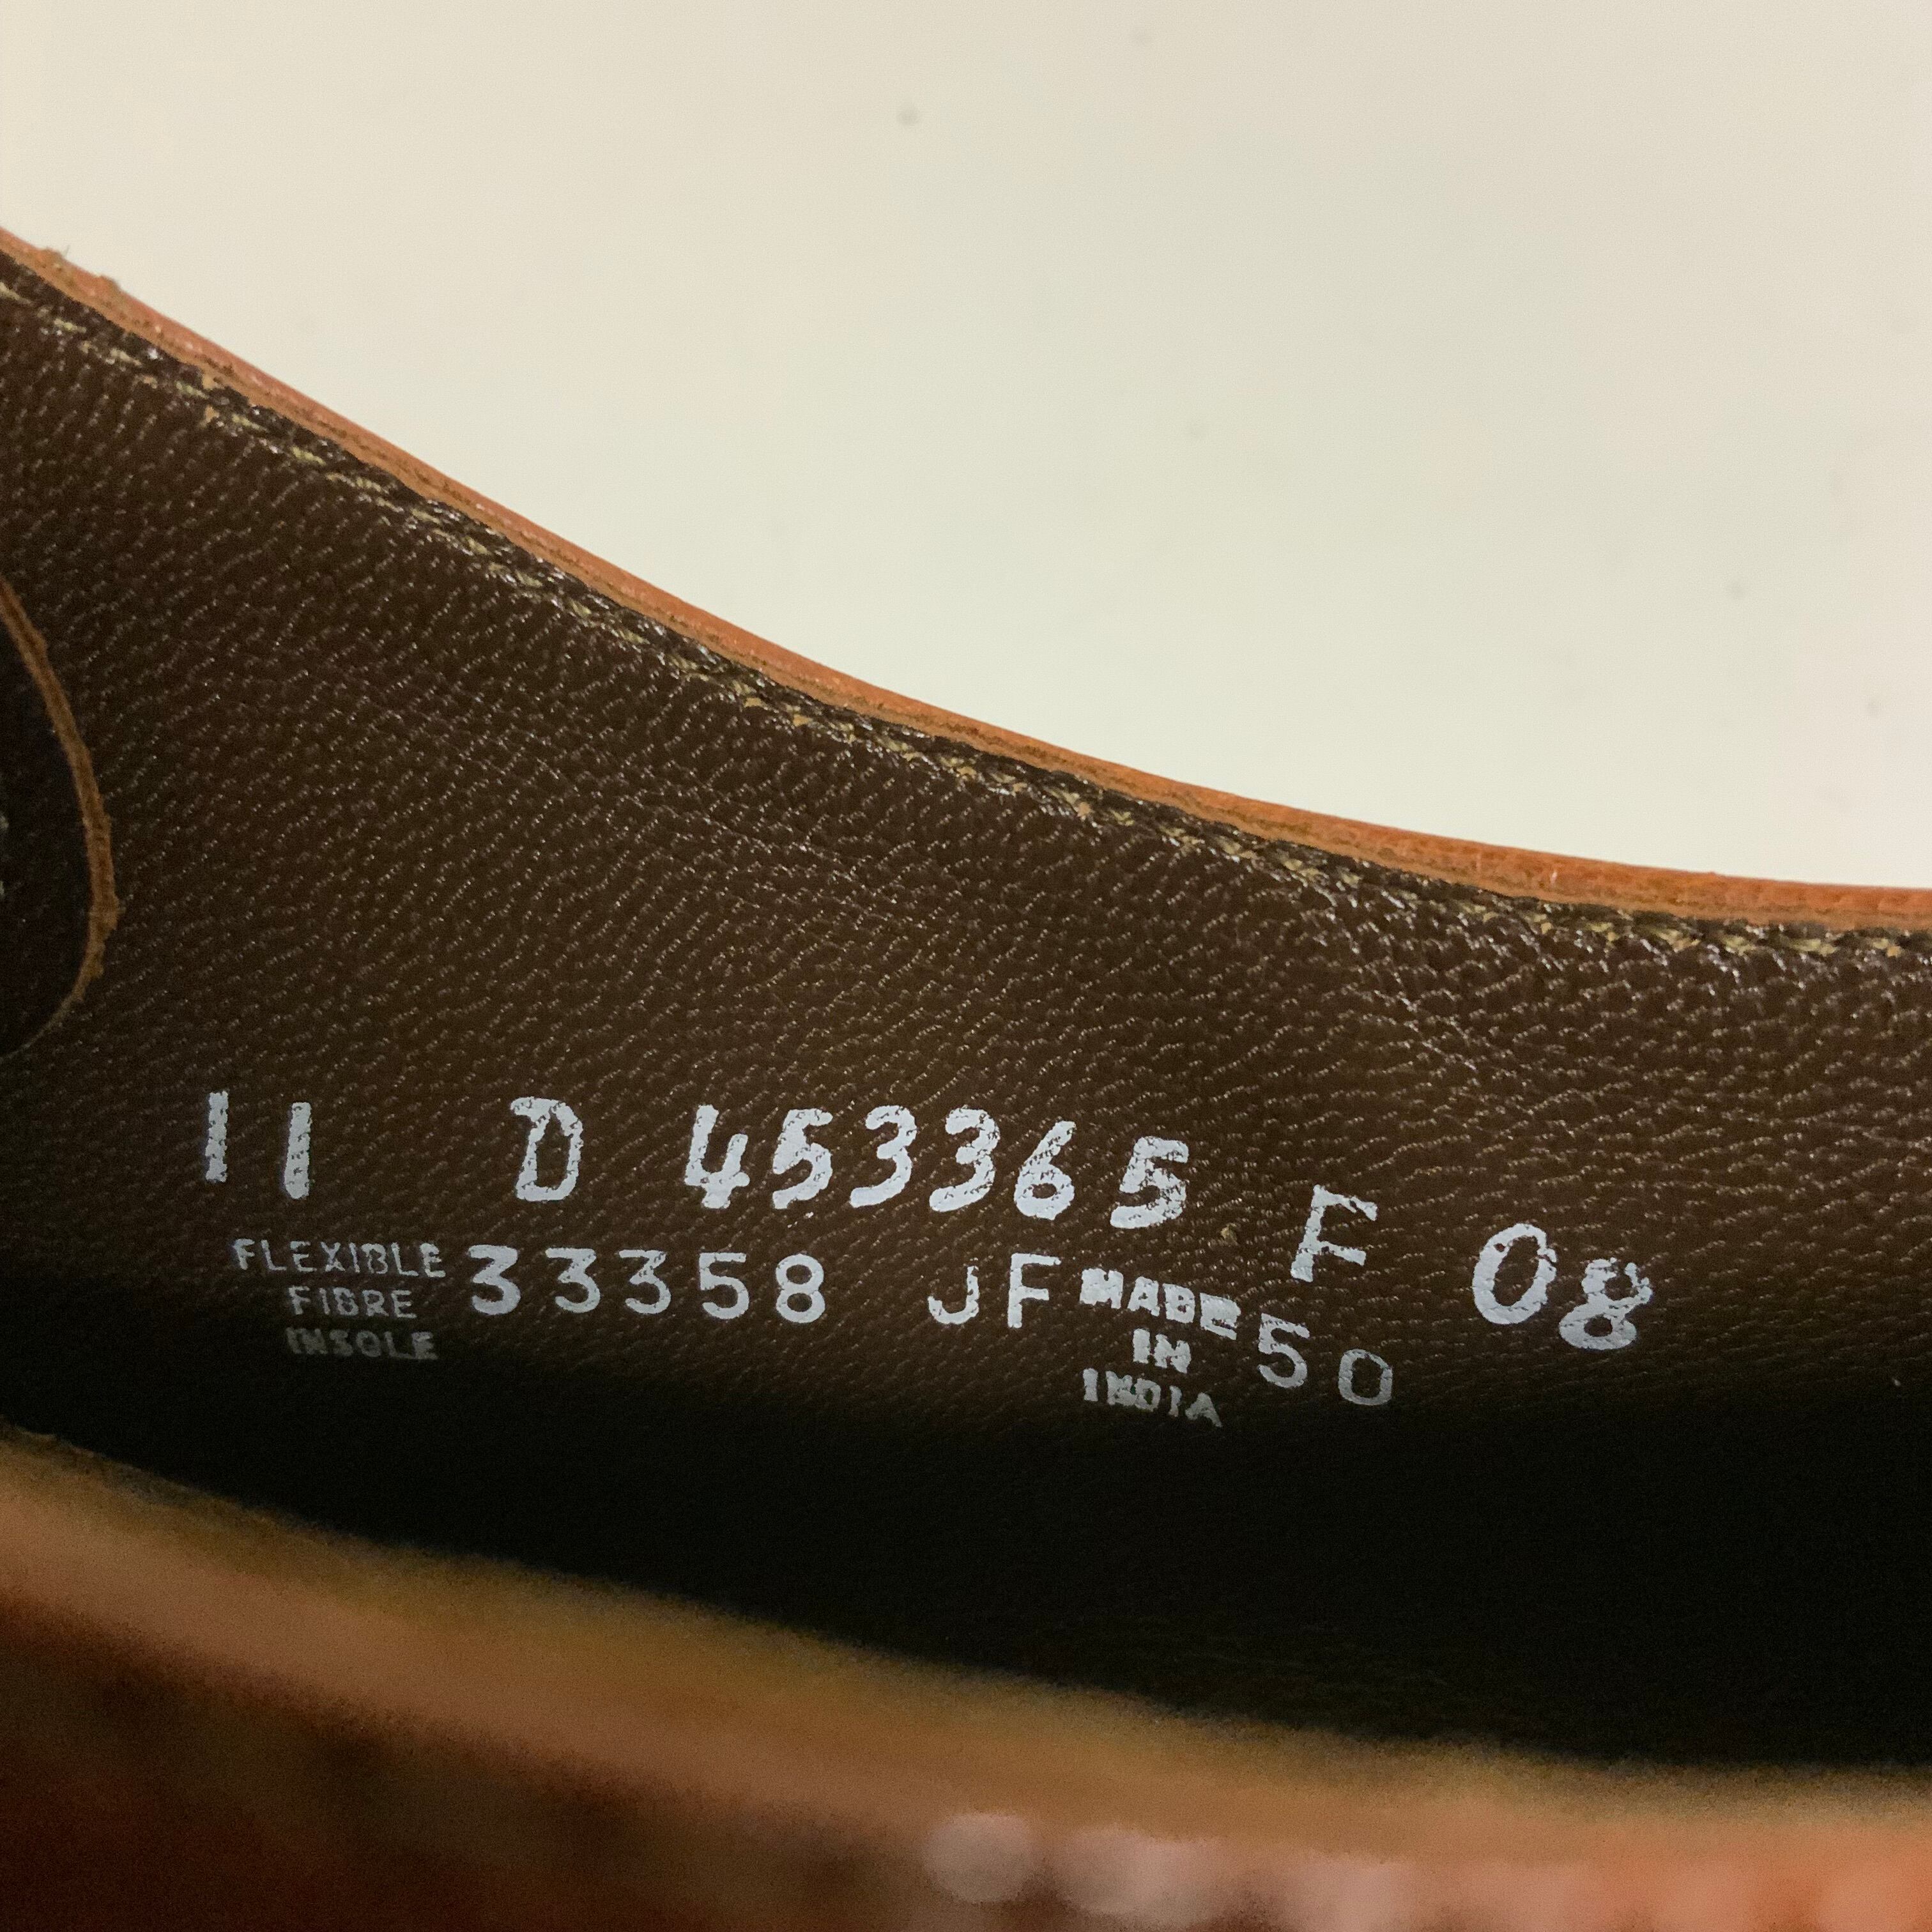 11 D 453365 F 08
FLEXIBLE 33358 JF MADE 50
FIBRE IN
INSOLE INDIA